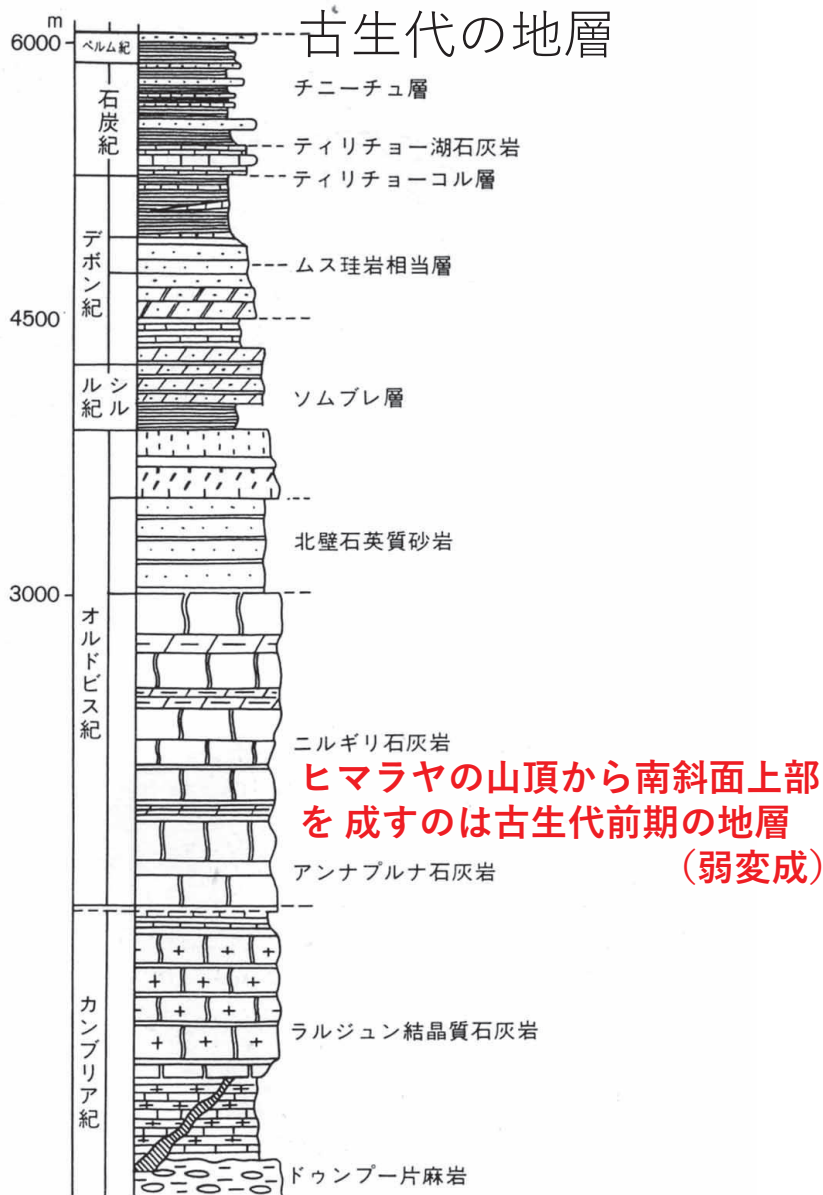 古生代の地層
m
6000
ペルム紀
石炭紀
チニーチュ層
ティリチョー湖石灰岩
ティリチョーコル層
デボン紀
ムス珪岩相当層
4500
シルル紀
ソムブレ層
北壁石英質砂岩
3000
オルドビス紀
ニルギリ石灰岩
ヒマラヤの山頂から南斜面上部
を 成すのは古生代前期の地層
（弱変成）
アンナプルナ石灰岩
カンブリア紀
ラルジュン結晶質石灰岩
ドゥンプー片麻岩